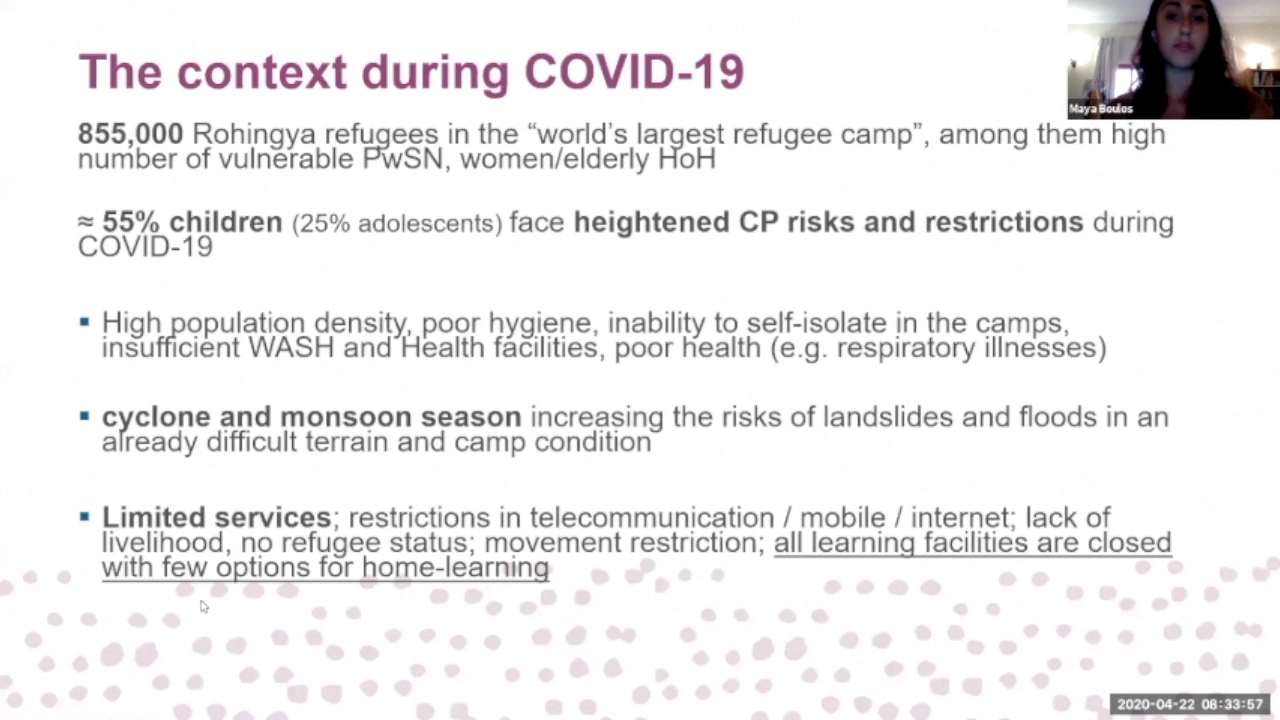 The context during COVID-19
Maya Boulos
855,000 Rohingya refugees in the “world’s largest refugee camp”, among them high
number of vulnerable PwSN, women/elderly HoH
≈ 55% children (25% adolescents) face heightened CP risks and restrictions during
COVID-19
▪ High population density, poor hygiene, inability to self-isolate in the camps,
insufficient WASH and Health facilities, poor health (e.g. respiratory illnesses)
▪ cyclone and monsoon season increasing the risks of landslides and floods in an
already difficult terrain and camp condition
▪ Limited services; restrictions in telecommunication / mobile / internet; lack of
livelihood, no refugee status; movement restriction; all learning facilities are closed
with few options for home-learning
2020-04-22 08:33:57